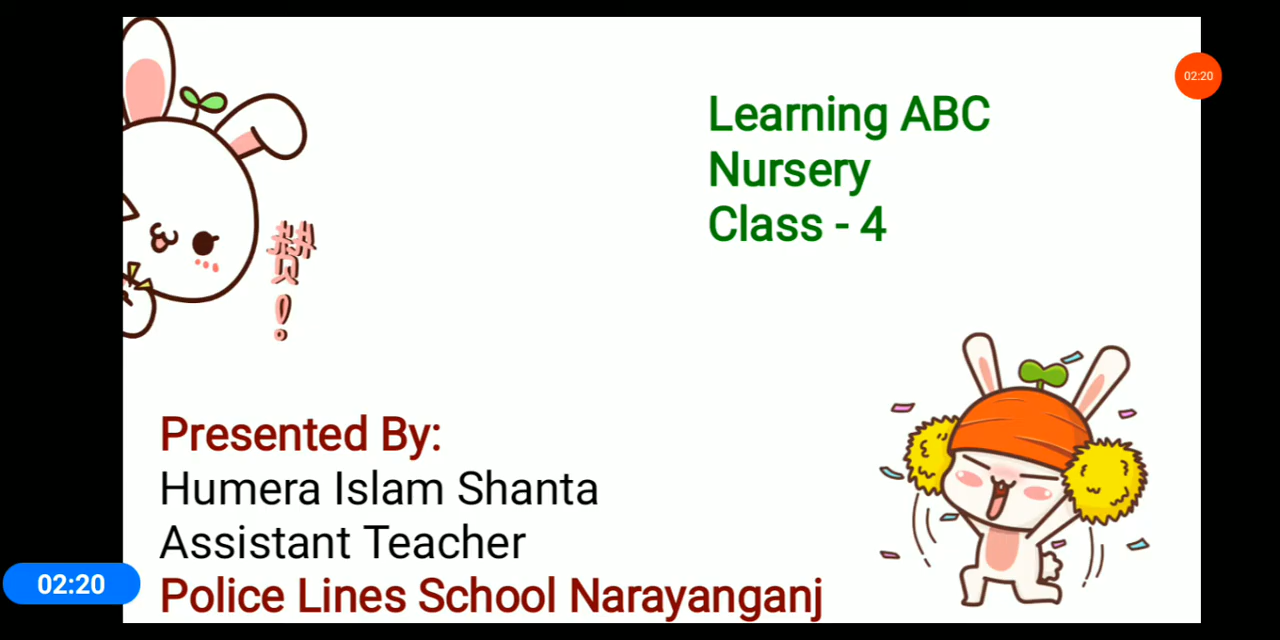 02:20
Learning ABC
Nursery
Class - 4
赞!
Presented By:
Humera Islam Shanta
Assistant Teacher
02:20
Police Lines School Narayanganj